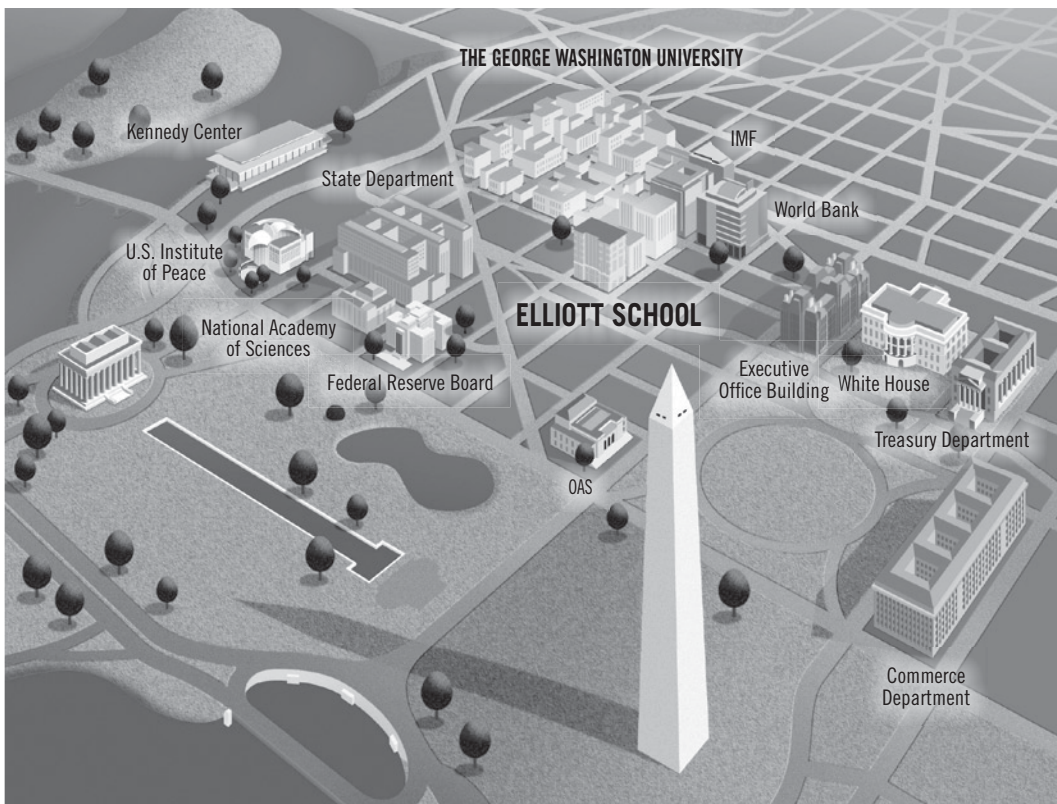 THE GEORGE WASHINGTON UNIVERSITY
Kennedy Center
IMF
State Department
World Bank
U.S. Institute
of Peace
ELLIOTT SCHOOL
National Academy
of Sciences
Federal Reserve Board
Executive
Office Building
White House
Treasury Department
OAS
Commerce
Department